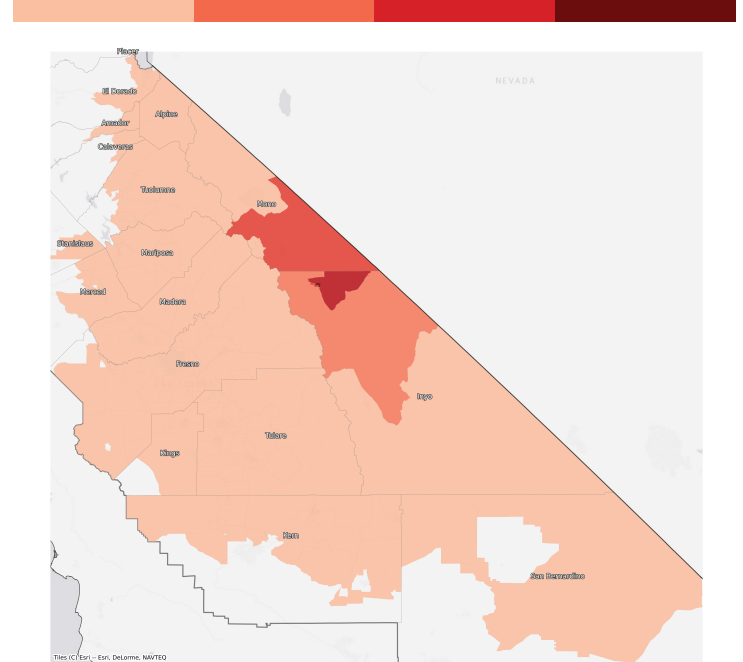 Placer
NEVADA
El Dorado
Alpine
Amador
Calaveras
Tuolumne
Mono
Stanislaus
Mariposa
Merced
Madera
Fresno
Inyo
Tulare
Kings
Kern
San Bernardino
Tiles (C) Esri -- Esri, DeLorme, NAVTEQ